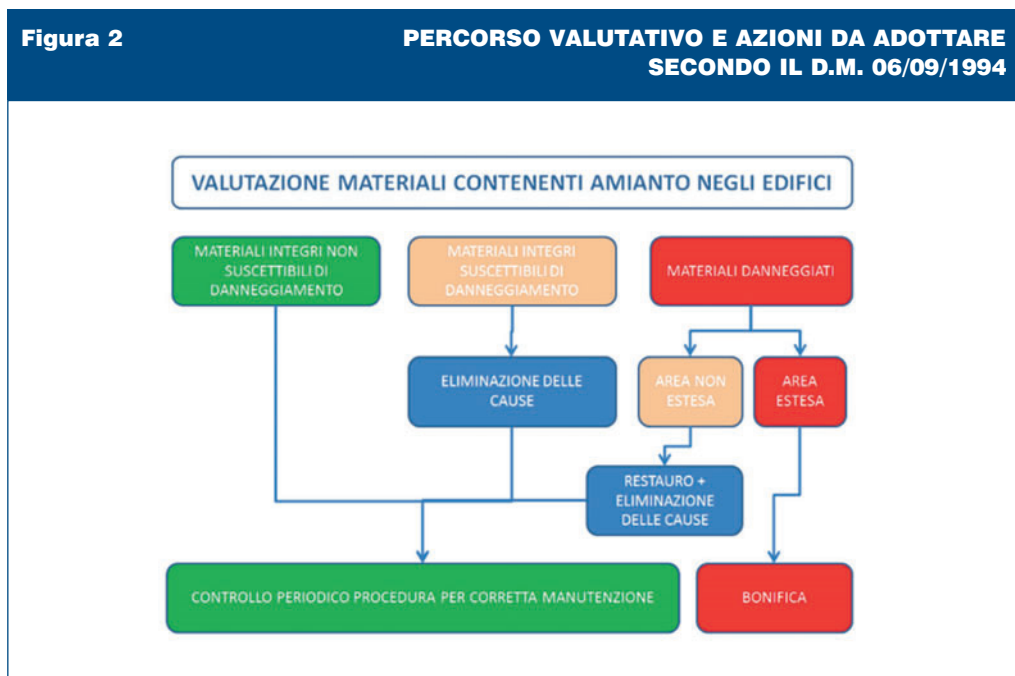 Figura 2
PERCORSO VALUTATIVO E AZIONI DA ADOTTARE
SECONDO IL D.M. 06/09/1994
VALUTAZIONE MATERIALI CONTENENTI AMIANTO NEGLI EDIFICI
MATERIALI INTEGRI NON
SUSCETTIBILI DI
DANNEGGIAMENTO
MATERIALI INTEGRI
SUSCETTIBILI DI
DANNEGGIAMENTO
MATERIALI DANNEGGIATI
ELIMINAZIONE DELLE
CAUSE
AREA NON
ESTESA
AREA
ESTESA
RESTAURO +
ELIMINAZIONE
DELLE CAUSE
CONTROLLO PERIODICO PROCEDURA PER CORRETTA MANUTENZIONE
BONIFICA